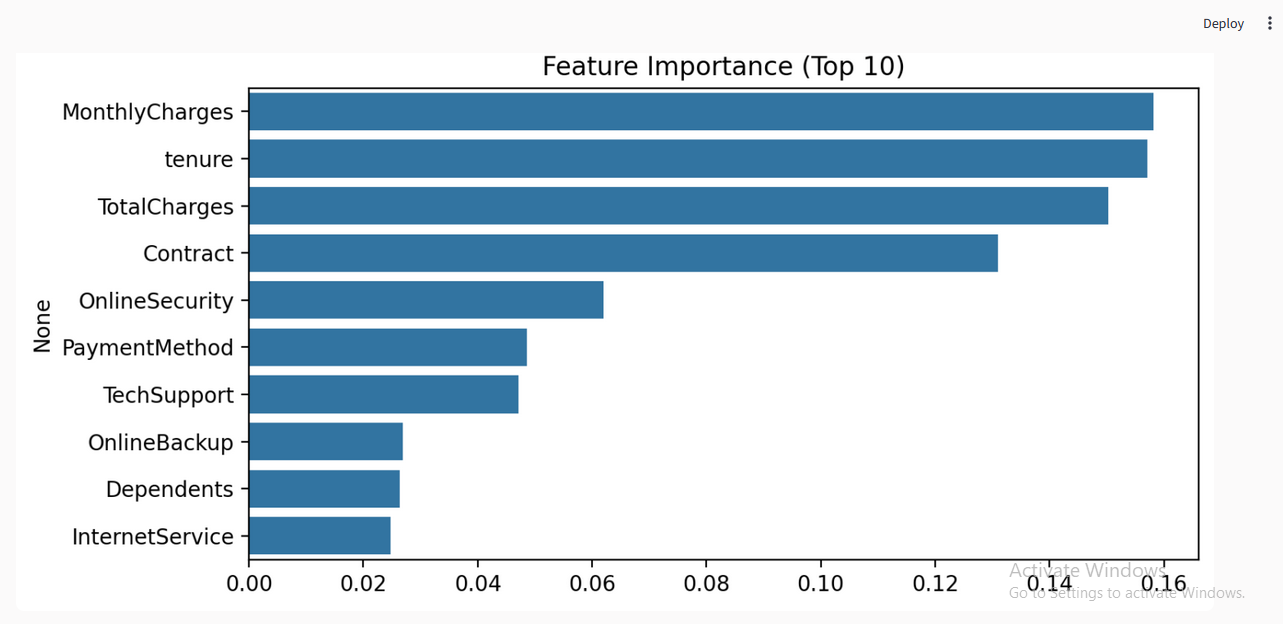 Deploy
Feature Importance (Top 10)
MonthlyCharges
tenure
TotalCharges
Contract
OnlineSecurity
PaymentMethod
TechSupport
OnlineBackup
Dependents
InternetService
None
0.00 0.02 0.04 0.06 0.08 0.10 0.12 0.14 0.16
Activate Windows
Go to Settings to activate Windows.